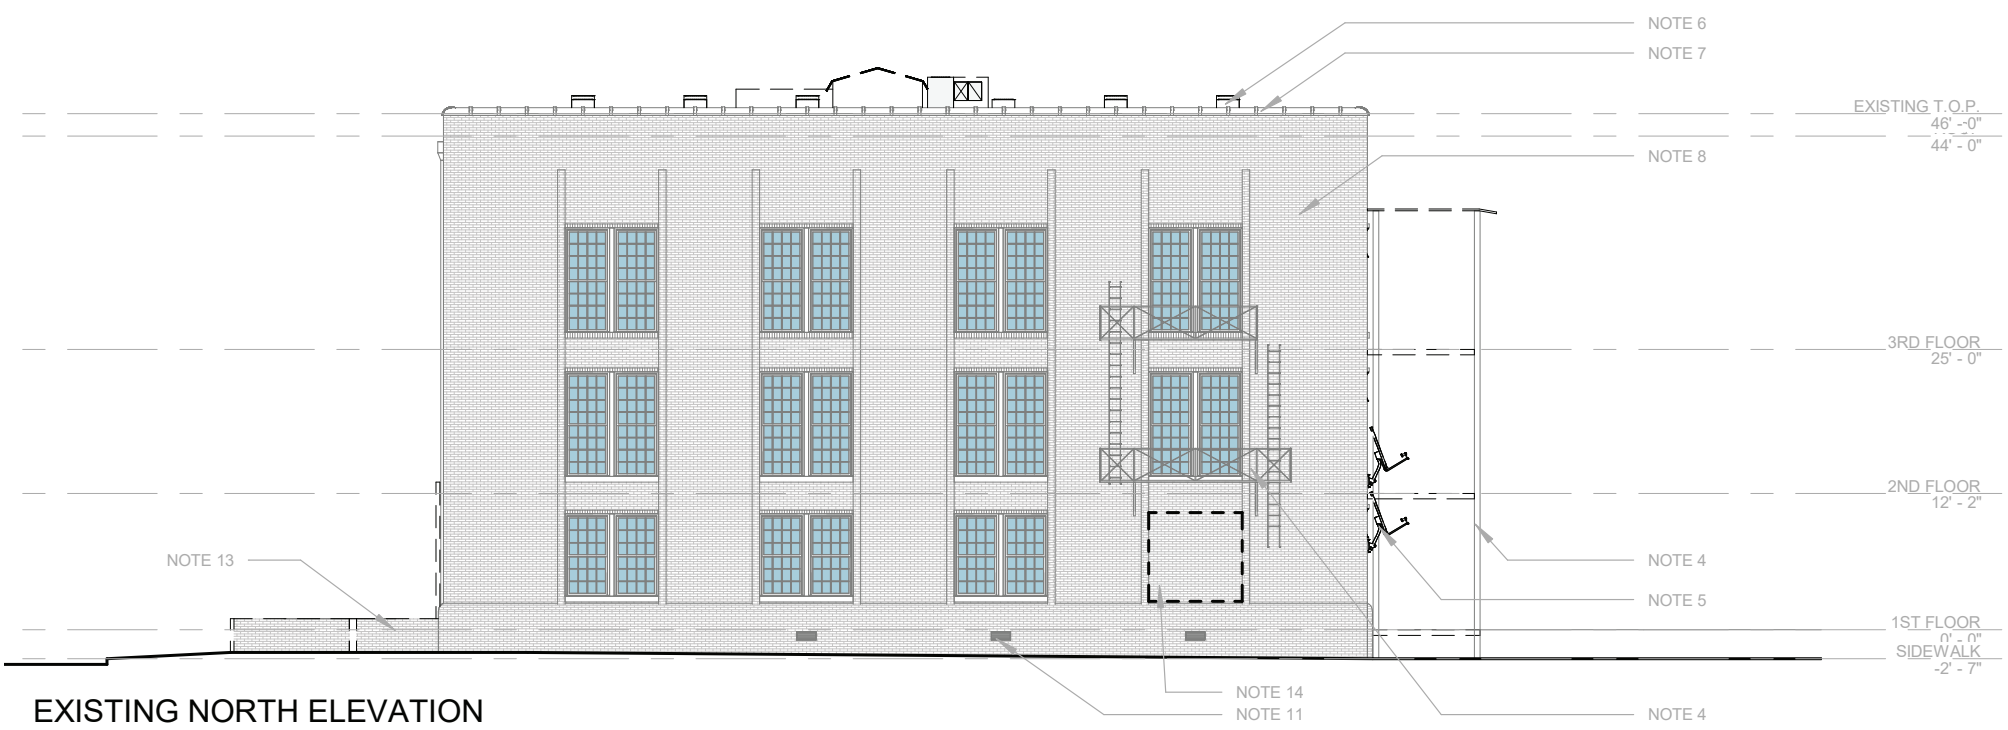 NOTE 6
NOTE 7
EXISTING T.O.P.
46' - 0"
44' - 0"
NOTE 8
3RD FLOOR
25' - 0"
2ND FLOOR
12' - 2"
NOTE 13
NOTE 4
NOTE 5
1ST FLOOR
0' - 0"
SIDEWALK
-2' - 7"
NOTE 14
NOTE 11
NOTE 4
EXISTING NORTH ELEVATION